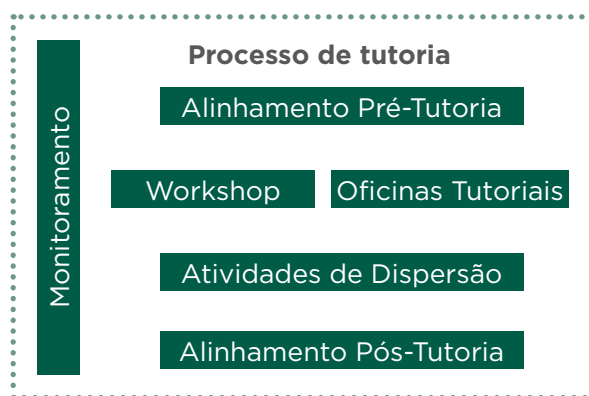 Processo de tutoria
Monitoramento
Alinhamento Pré-Tutoria
Workshop
Oficinas Tutoriais
Atividades de Dispersão
Alinhamento Pós-Tutoria